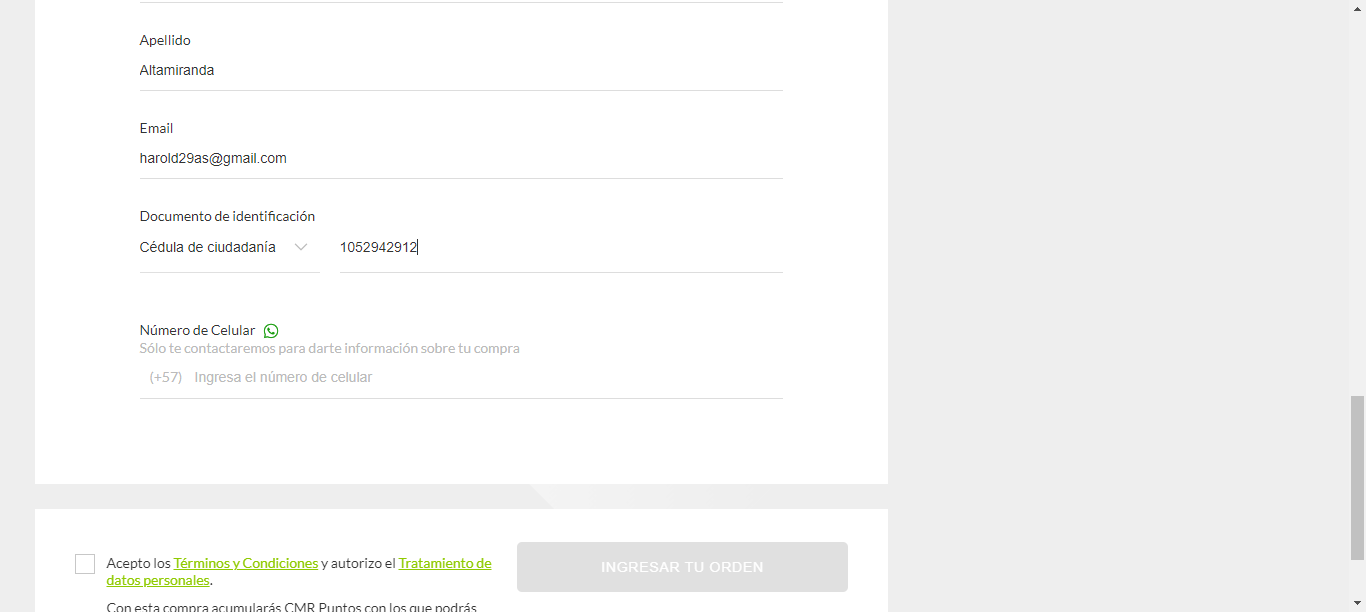 Apellido
Altamiranda
Email
harold29as@gmail.com
Documento de identificación
Cédula de ciudadanía 1052942912
Número de Celular
Sólo te contactaremos para darte información sobre tu compra
(+57) Ingresa el número de celular
Acepto los Términos y Condiciones y autorizo el Tratamiento de
datos personales.
INGRESAR TU ORDEN
Con esta compra acumularás CMR Puntos con los que podrás